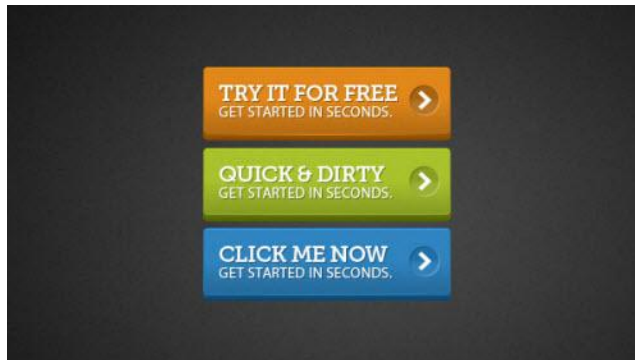 TRY IT FOR FREE
GET STARTED IN SECONDS.
QUICK & DIRTY
GET STARTED IN SECONDS.
CLICK ME NOW
GET STARTED IN SECONDS.